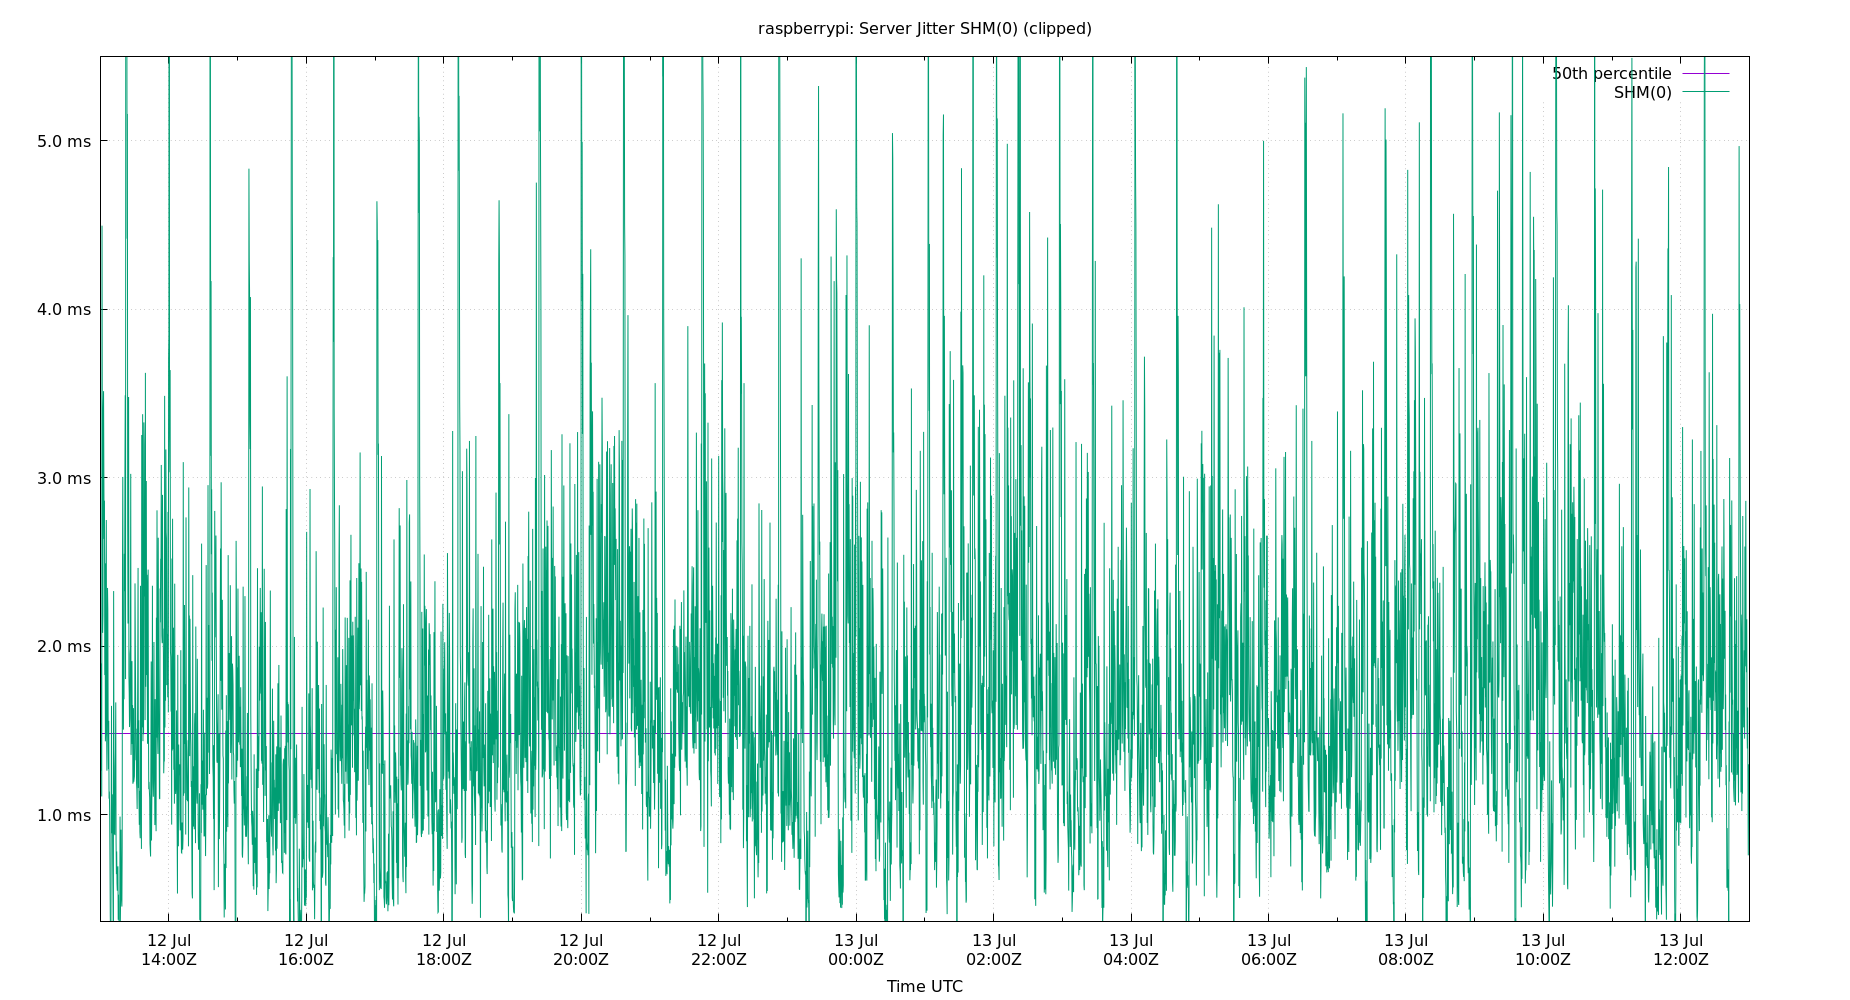 raspberrypi: Server Jitter SHM(0) (clipped)
50th percentile
SHM(0)
5.0 ms
4.0 ms
3.0 ms
2.0 ms
1.0 ms
12 Jul 12 Jul 12 Jul 12 Jul 12 Jul 13 Jul 13 Jul 13 Jul 13 Jul 13 Jul 13 Jul 13 Jul
14:00Z 16:00Z 18:00Z 20:00Z 22:00Z 00:00Z 02:00Z 04:00Z 06:00Z 08:00Z 10:00Z 12:00Z
Time UTC